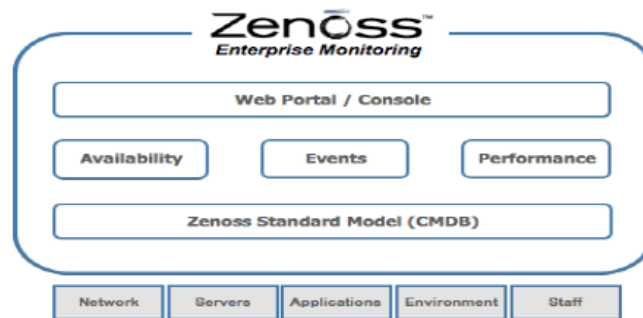 Zenoss™
Enterprise Monitoring
Web Portal / Console
Availability Events Performance
Zenoss Standard Model (CMDB)
Network Servers Applications Environment Staff